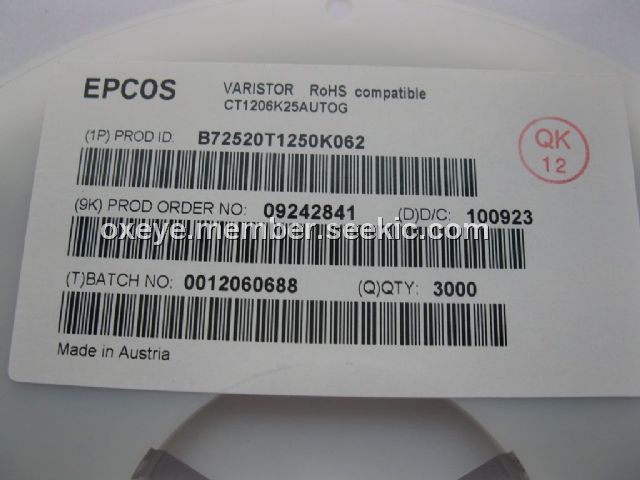 EPCOS
VARISTOR RoHS compatible
CT1206K25AUTOG
(1P) PROD ID: B72520T1250K062
QK
12
(9K) PROD ORDER NO: 09242841 (D)D/C: 100923
oxeye.member.seekic.com
(T)BATCH NO: 0012060688 (Q)QTY: 3000
Made in Austria